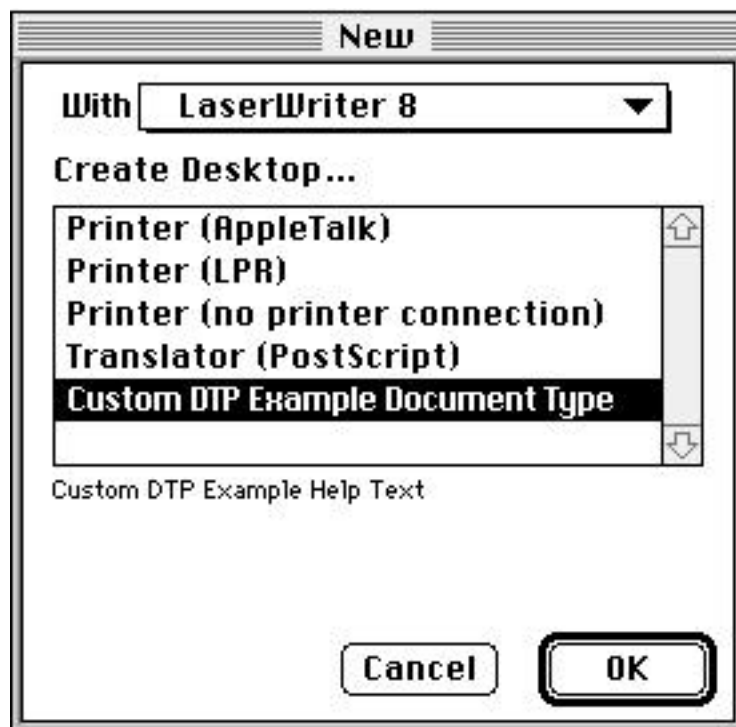 New
With LaserWriter 8
Create Desktop...
Printer (AppleTalk)
Printer (LPR)
Printer (no printer connection)
Translator (PostScript)
Custom DTP Example Document Type
Custom DTP Example Help Text
Cancel OK